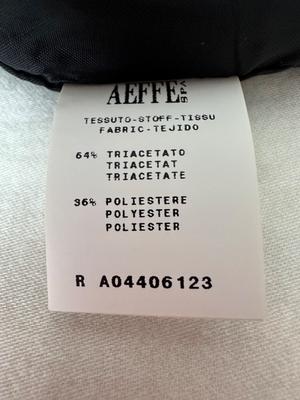 AEFFE SPA
TESSUTO-STOFF-TISSU
FABRIC-TEJIDO
64% TRIACETATO
TRIACETAT
TRIACETATE
36% POLIESTERE
POLYESTER
POLIESTER
R A04406123